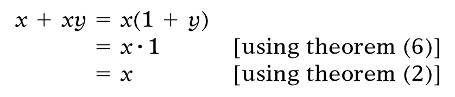 x + xy = x(1 + y)
= x · 1 [using theorem (6)]
= x [using theorem (2)]